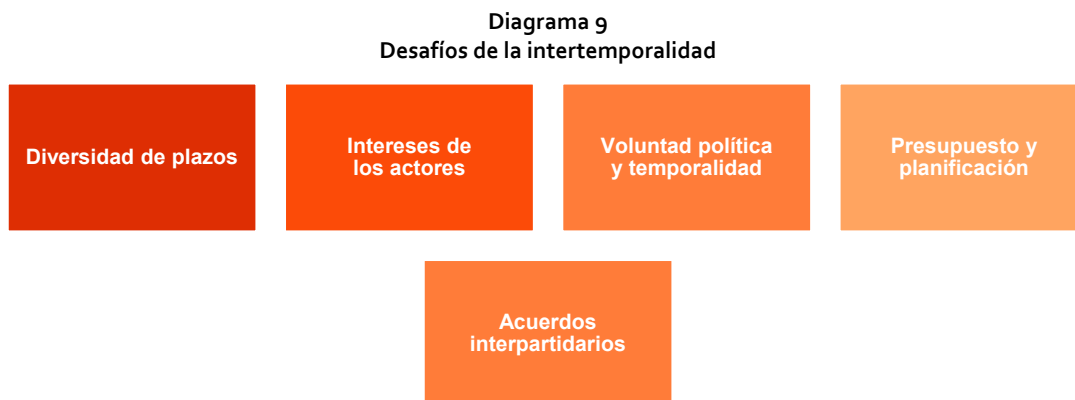 Diagrama 9
Desafíos de la intertemporalidad
Diversidad de plazos
Intereses de
los actores
Voluntad política
y temporalidad
Presupuesto y
planificación
Acuerdos
interpartidarios